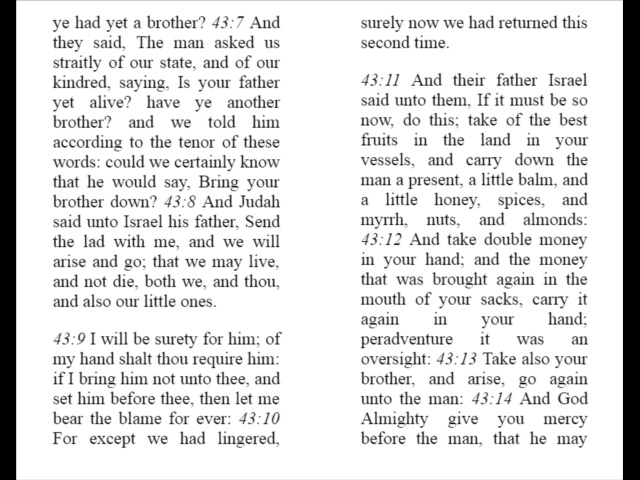 ye had yet a brother? 43:7 And
they said, The man asked us
straitly of our state, and of our
kindred, saying, Is your father
yet alive? have ye another
brother? and we told him
according to the tenor of these
words: could we certainly know
that he would say, Bring your
brother down? 43:8 And Judah
said unto Israel his father, Send
the lad with me, and we will
arise and go; that we may live,
and not die, both we, and thou,
and also our little ones.
43:9 I will be surety for him; of
my hand shalt thou require him:
if I bring him not unto thee, and
set him before thee, then let me
bear the blame for ever: 43:10
For except we had lingered,
surely now we had returned this
second time.
43:11 And their father Israel
said unto them, If it must be so
now, do this; take of the best
fruits in the land in your
vessels, and carry down the
man a present, a little balm, and
a little honey, spices, and
myrrh, nuts, and almonds:
43:12 And take double money
in your hand; and the money
that was brought again in the
mouth of your sacks, carry it
again in your hand;
peradventure it was an
oversight: 43:13 Take also your
brother, and arise, go again
unto the man: 43:14 And God
Almighty give you mercy
before the man, that he may